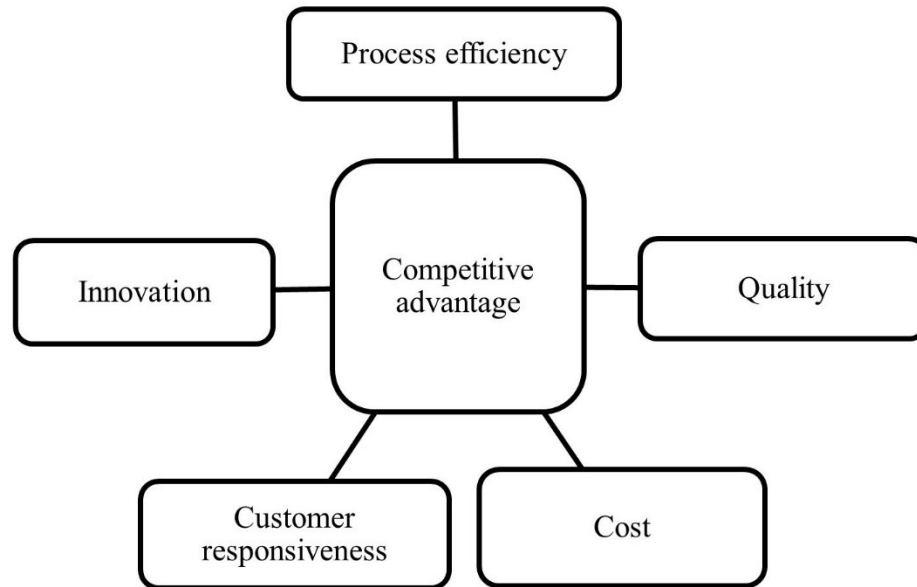 Process efficiency
Innovation
Competitive
advantage
Quality
Customer
responsiveness
Cost